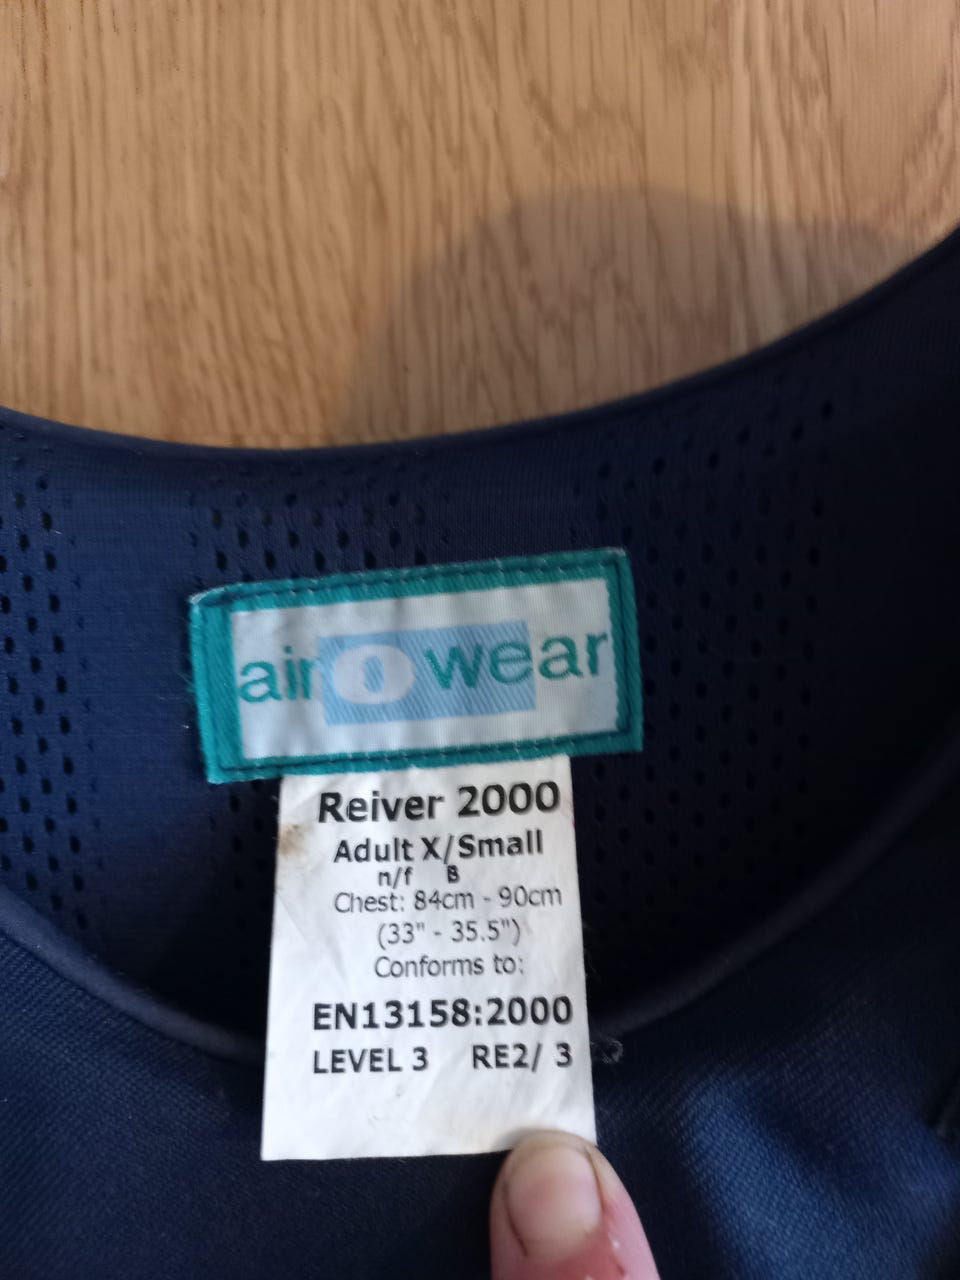 airowear
Reiver 2000
Adult X/Small
n/f B
Chest: 84cm - 90cm
(33" - 35.5")
Conforms to:
EN13158:2000
LEVEL 3 RE2/ 3